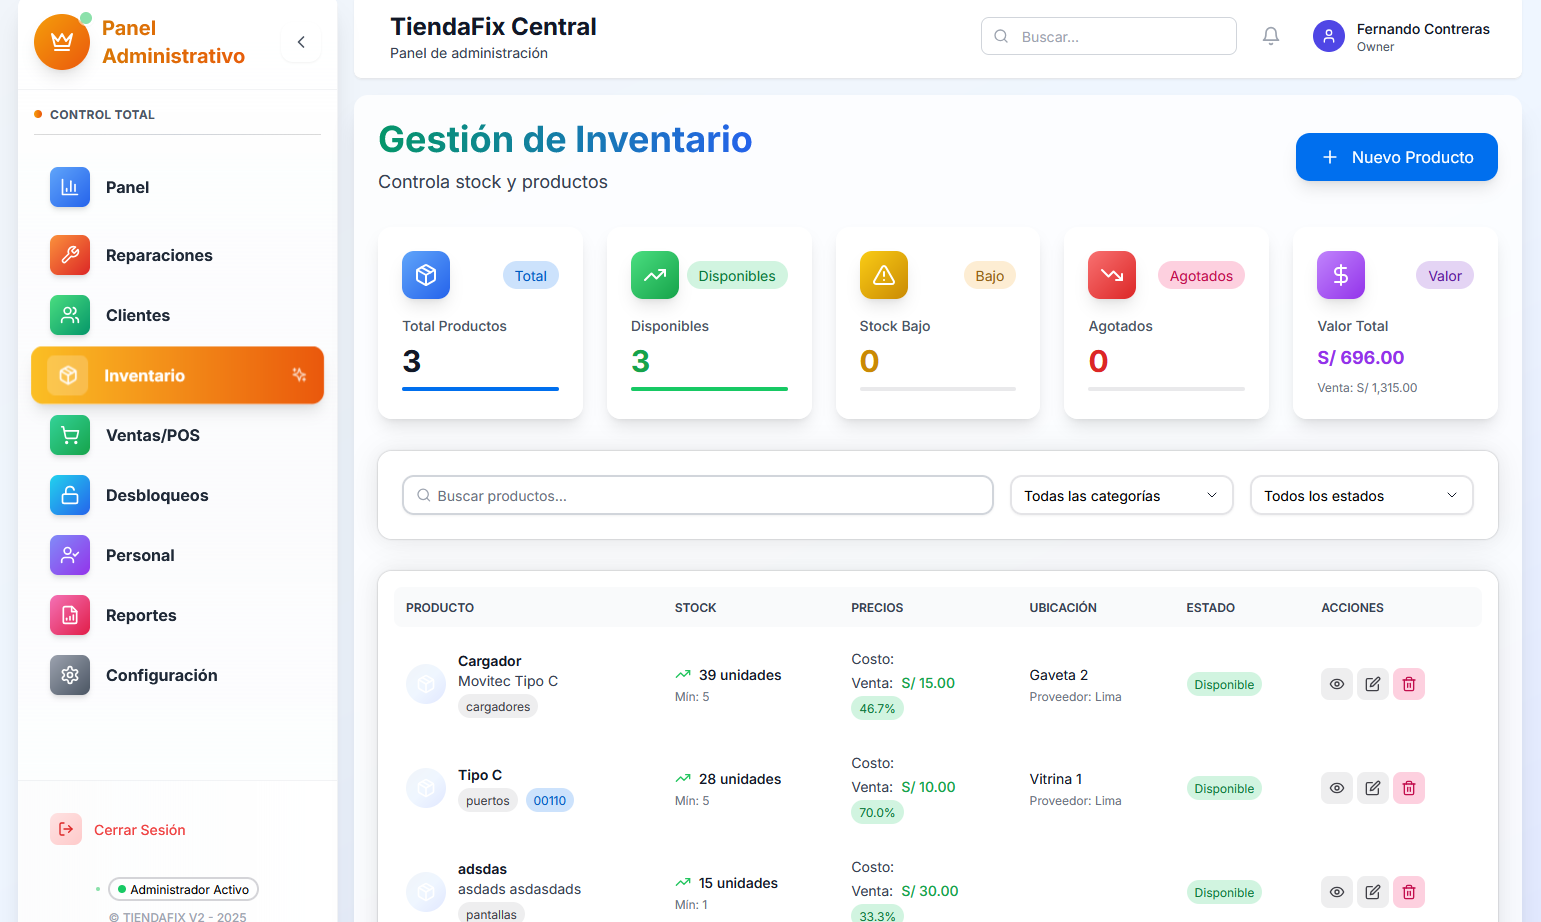 Panel
Administrativo
CONTROL TOTAL
Panel
Reparaciones
Clientes
Inventario
Ventas/POS
Desbloqueos
Personal
Reportes
Configuración
Cerrar Sesión
Administrador Activo
© TIENDAFIX V2 - 2025
TiendaFix Central
Panel de administración
Buscar...
Fernando Contreras
Owner
Gestión de Inventario
Controla stock y productos
Nuevo Producto
Total
Total Productos
3
Disponibles
Disponibles
3
Bajo
Stock Bajo
0
Agotados
Agotados
0
Valor
Valor Total
S/ 696.00
Venta: S/ 1,315.00
Buscar productos...
Todas las categorías
Todos los estados
PRODUCTO STOCK PRECIOS UBICACIÓN ESTADO ACCIONES
Cargador
Movitec Tipo C
cargadores
39 unidades
Mín: 5
Costo:
Venta: S/ 15.00
46.7%
Gaveta 2
Proveedor: Lima
Disponible
Tipo C
puertos 00110
28 unidades
Mín: 5
Costo:
Venta: S/ 10.00
70.0%
Vitrina 1
Proveedor: Lima
Disponible
adsdas
asdads asdasdads
pantallas
15 unidades
Mín: 1
Costo:
Venta: S/ 30.00
33.3%
Disponible